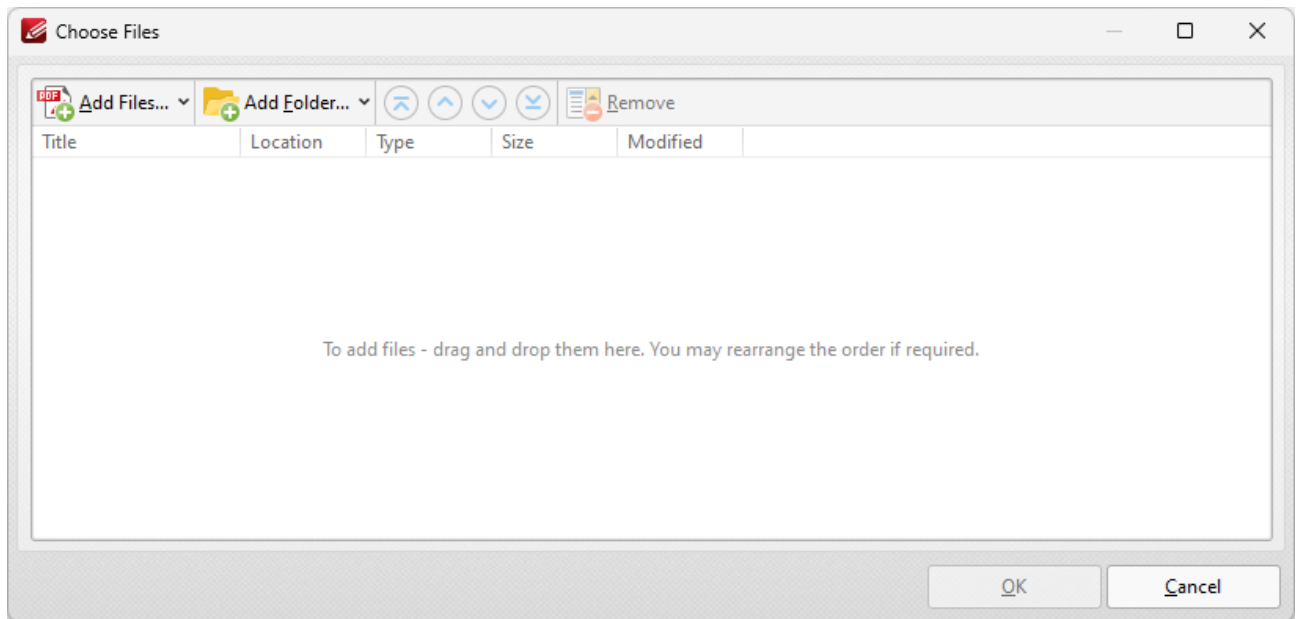 Choose Files
Add Files... Add Folder... Remove
Title Location Type Size Modified
To add files - drag and drop them here. You may rearrange the order if required.
OK Cancel